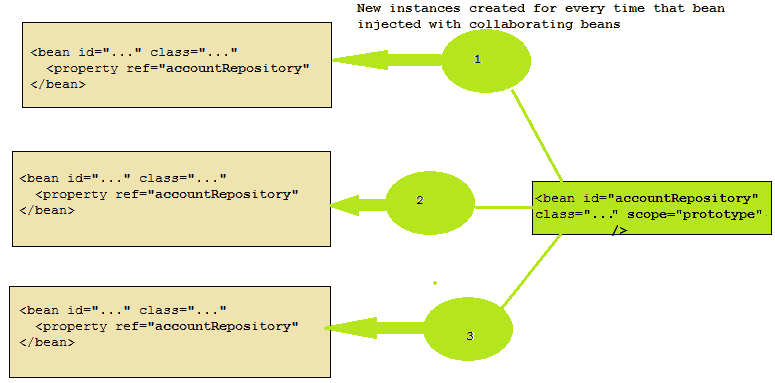 New instances created for every time that bean
injected with collaborating beans
<bean id="..." class="..."
<property ref="accountRepository"
</bean>
1
<bean id="..." class="..."
<property ref="accountRepository"
</bean>
2
<bean id="accountRepository"
class="..." scope="prototype"
/>
<bean id="..." class="..."
<property ref="accountRepository"
</bean>
3